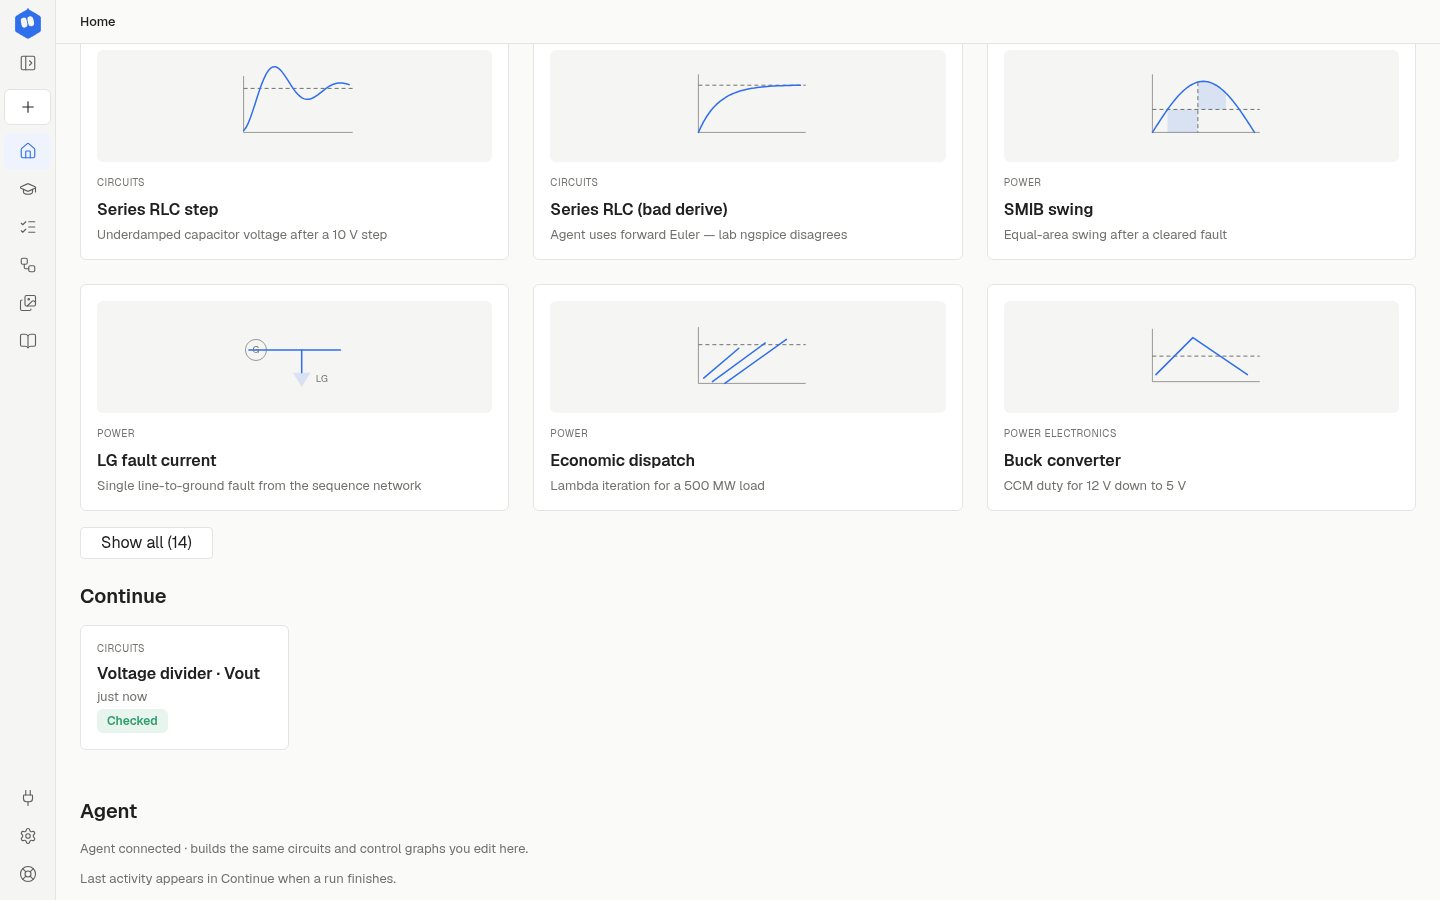 Home
CIRCUITS
Series RLC step
Underdamped capacitor voltage after a 10 V step
CIRCUITS
Series RLC (bad derive)
Agent uses forward Euler — lab ngspice disagrees
POWER
SMIB swing
Equal-area swing after a cleared fault
G
LG
POWER
LG fault current
Single line-to-ground fault from the sequence network
POWER
Economic dispatch
Lambda iteration for a 500 MW load
POWER ELECTRONICS
Buck converter
CCM duty for 12 V down to 5 V
Show all (14)
Continue
CIRCUITS
Voltage divider · Vout
just now
Checked
Agent
Agent connected · builds the same circuits and control graphs you edit here.
Last activity appears in Continue when a run finishes.